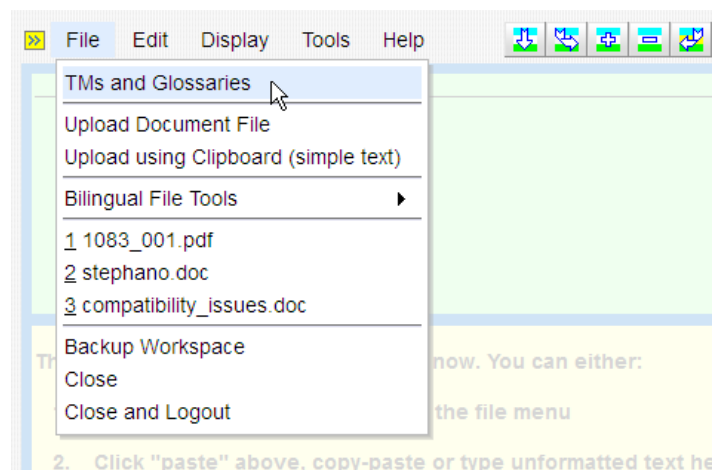 File Edit Display Tools Help
TMs and Glossaries
Upload Document File
Upload using Clipboard (simple text)
Bilingual File Tools
1 1083_001.pdf
2 stephano.doc
3 compatibility_issues.doc
Backup Workspace
now. You can either:
Close
Close and Logout
the file menu
2. Click "paste" above, copy-paste or type unformatted text